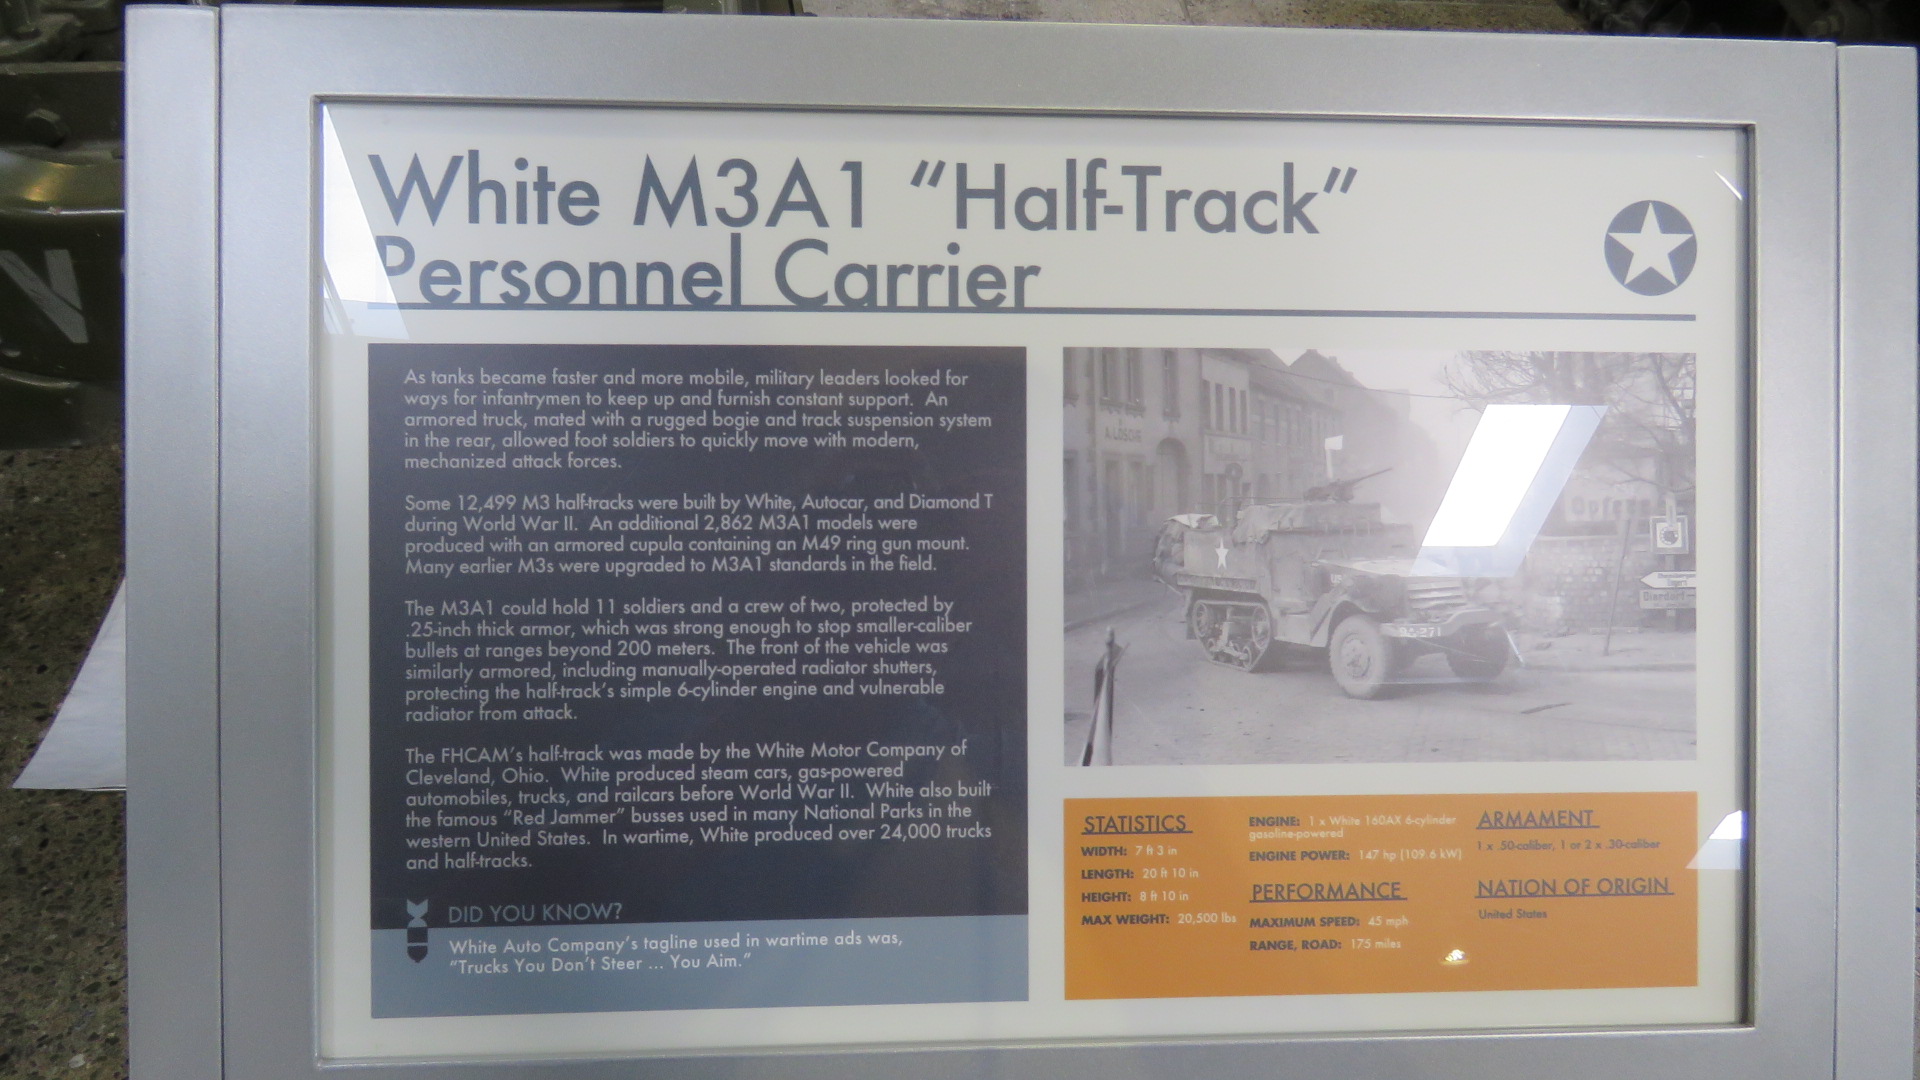 White M3A1 “Half-Track”
Personnel Carrier
As tanks became faster and more mobile, military leaders looked for
ways for infantrymen to keep up and furnish constant support. An
armored truck, mated with a rugged bogie and track suspension system
in the rear, allowed foot soldiers to quickly move with modern,
mechanized attack forces.
Some 12,499 M3 half-tracks were built by White, Autocar, and Diamond T
during World War II. An additional 2,862 M3A1 models were
produced with an armored cupula containing an M49 ring gun mount.
Many earlier M3s were upgraded to M3A1 standards in the field.
The M3A1 could hold 11 soldiers and a crew of two, protected by
.25-inch thick armor, which was strong enough to stop smaller-caliber
bullets at ranges beyond 200 meters. The front of the vehicle was
similarly armored, including manually-operated radiator shutters,
protecting the half-track’s simple 6-cylinder engine and vulnerable
radiator from attack.
The FHCAM’s half-track was made by the White Motor Company of
Cleveland, Ohio. White produced steam cars, gas-powered
automobiles, trucks, and railcars before World War II. White also built
the famous “Red Jammer” busses used in many National Parks in the
western United States. In wartime, White produced over 24,000 trucks
and half-tracks.
DID YOU KNOW?
White Auto Company’s tagline used in wartime ads was,
“Trucks You Don’t Steer ... You Aim.”
A.LÖSCHE
Dierdorf
STATISTICS
WIDTH: 7 ft 3 in
LENGTH: 20 ft 10 in
HEIGHT: 8 ft 10 in
MAX WEIGHT: 20,500 lbs
ENGINE: 1 x White 160AX 6-cylinder
gasoline-powered
ENGINE POWER: 147 hp (109.6 kW)
PERFORMANCE
MAXIMUM SPEED: 45 mph
RANGE, ROAD: 175 miles
ARMAMENT
1 x .50-caliber, 1 or 2 x .30-caliber
NATION OF ORIGIN
United States